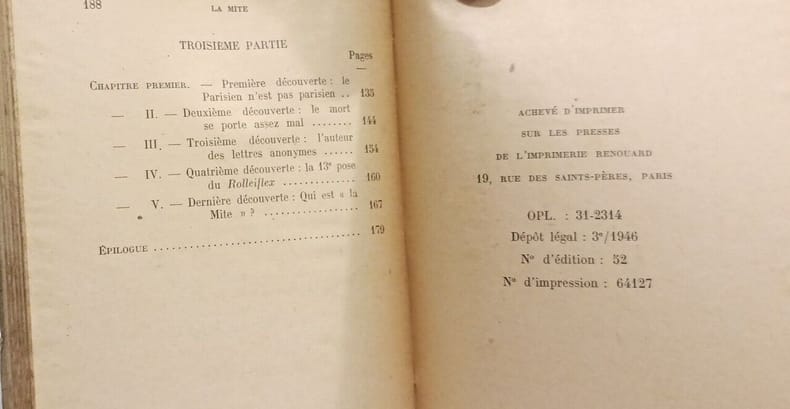 188
LA MITE
TROISIÈME PARTIE
Pages
CHAPITRE PREMIER. — Première découverte : le
Parisien n'est pas parisien .. 135
— II. — Deuxième découverte : le mort
se porte assez mal ........ 144
— III. — Troisième découverte : l'auteur
des lettres anonymes ...... 154
— IV. — Quatrième découverte : la 13e pose
du Rolleiflex .............. 160
— V. — Dernière découverte : Qui est « la
Mite » ? .................. 167
ÉPILOGUE .................................... 179
ACHEVÉ D'IMPRIMER
SUR LES PRESSES
DE L'IMPRIMERIE RENOUARD
19, RUE DES SAINTS-PÈRES, PARIS
OPL. : 31-2314
Dépôt légal : 3e/1946
No d'édition : 52
No d'impression : 64127